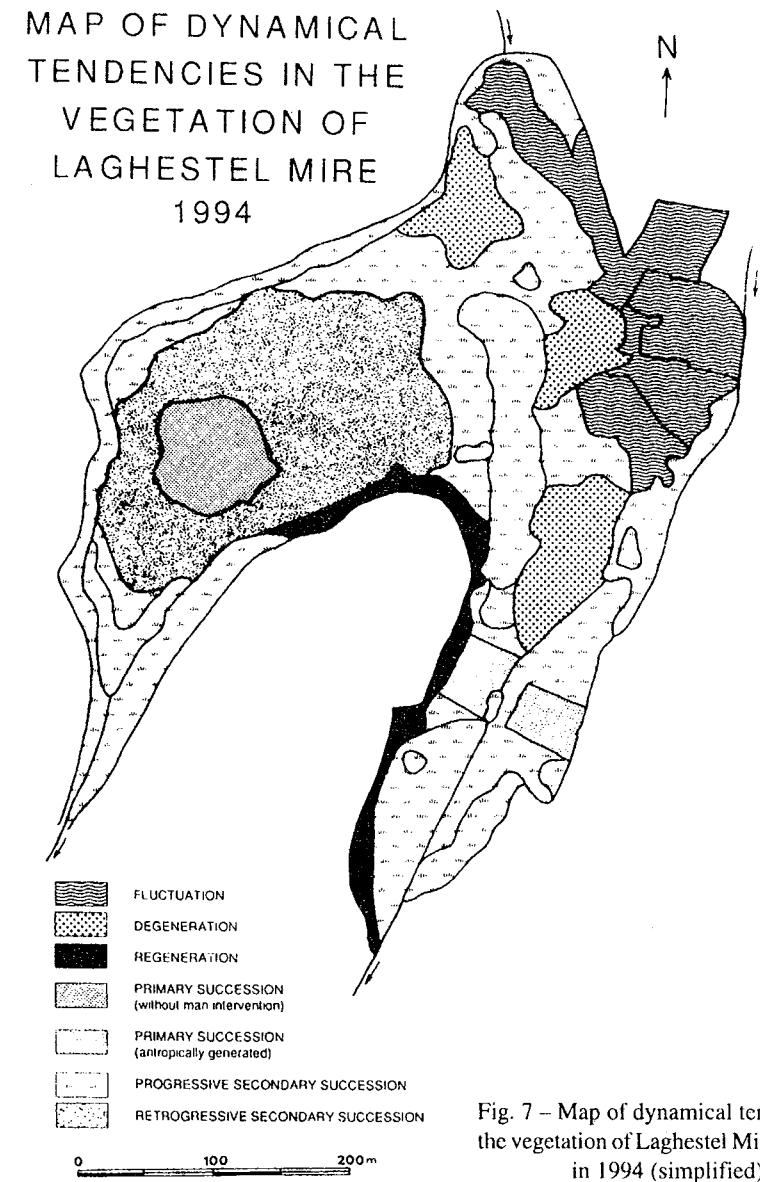 MAP OF DYNAMICAL
TENDENCIES IN THE
VEGETATION OF
LAGHESTEL MIRE
1994
N
FLUCTUATION
DEGENERATION
REGENERATION
PRIMARY SUCCESSION
(without man intervention)
PRIMARY SUCCESSION
(antropically generated)
PROGRESSIVE SECONDARY SUCCESSION
RETROGRESSIVE SECONDARY SUCCESSION
0 100 200 m
Fig. 7 – Map of dynamical
the vegetation of Laghestel
in 1994 (simplified)